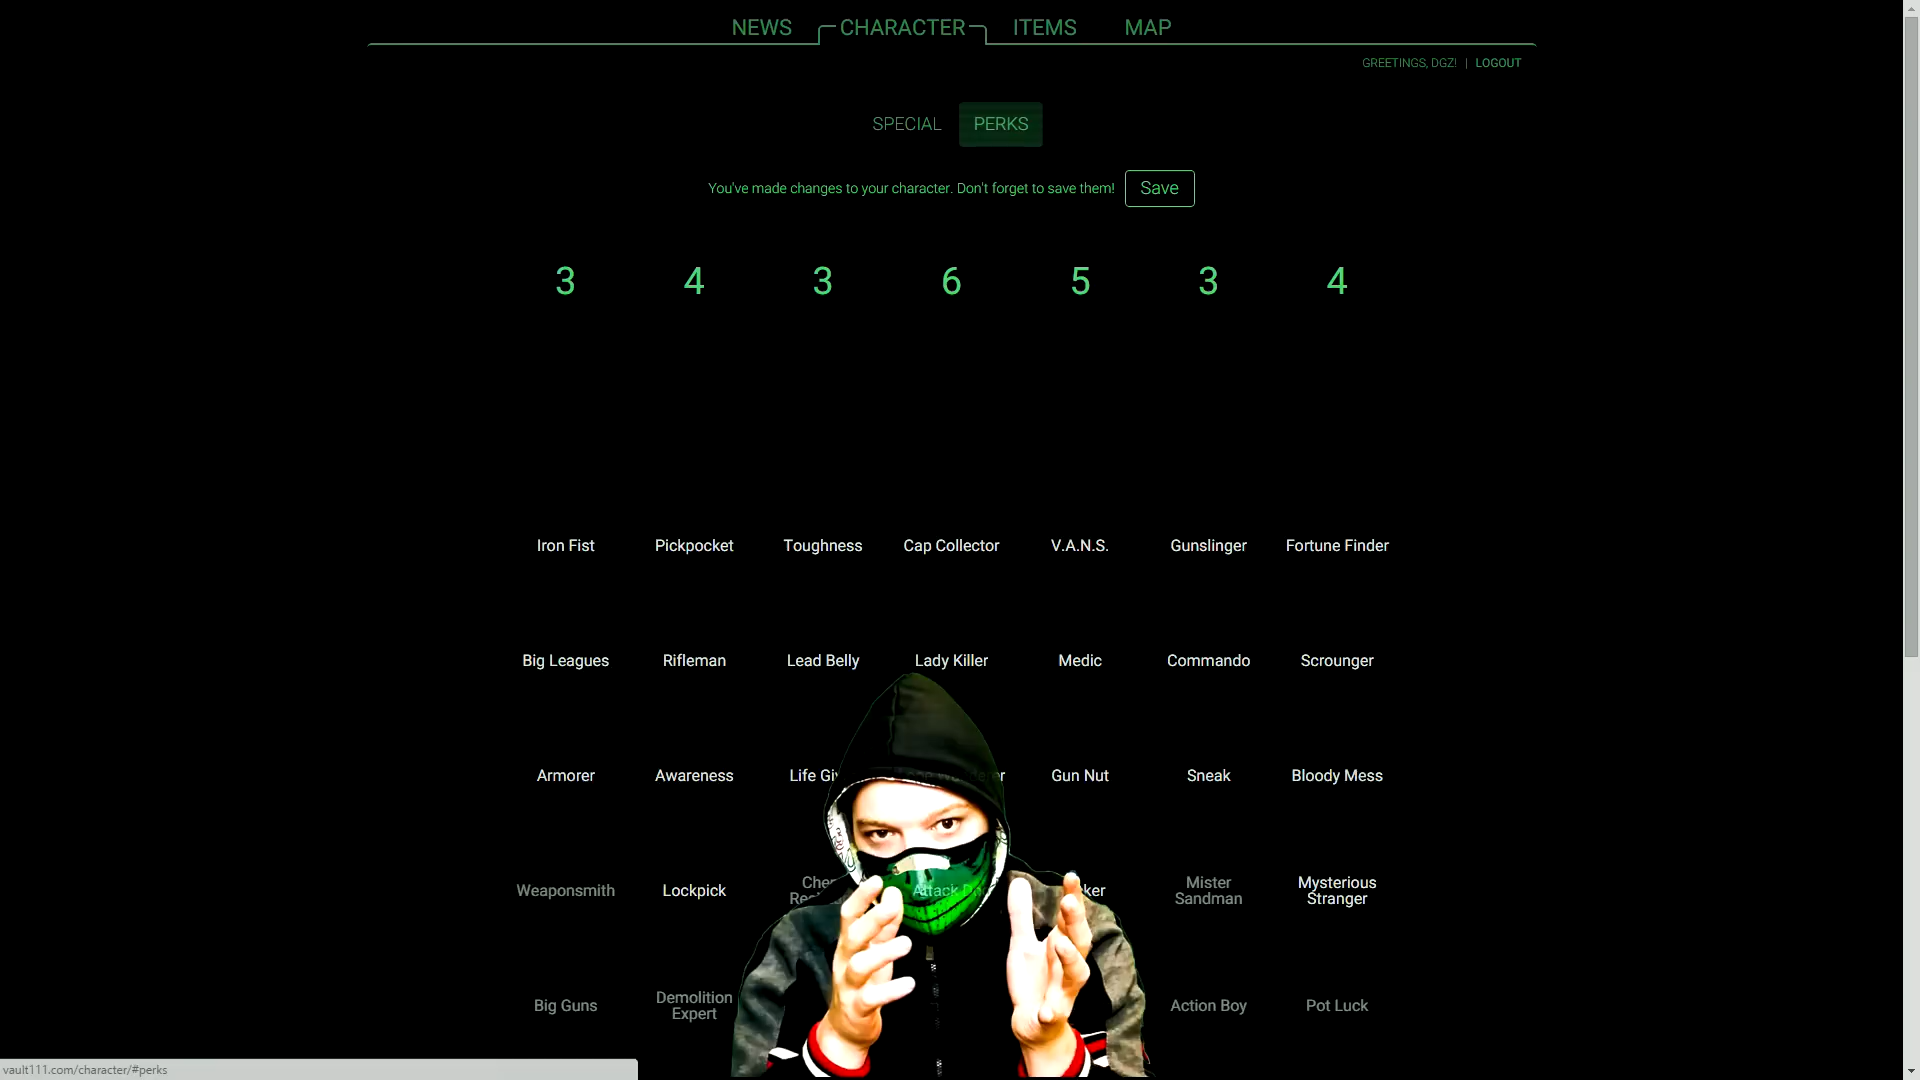 NEWS CHARACTER ITEMS MAP
GREETINGS, DGZ! | LOGOUT
SPECIAL PERKS
You've made changes to your character. Don't forget to save them! Save
3 4 3 6 5 3 4
Iron Fist Pickpocket Toughness Cap Collector V.A.N.S. Gunslinger Fortune Finder
Big Leagues Rifleman Lead Belly Lady Killer Medic Commando Scrounger
Armorer Awareness Life Gun Nut Sneak Bloody Mess
Weaponsmith Lockpick Attack Mister Sandman Mysterious Stranger
Big Guns Demolition Expert Action Boy Pot Luck
vault111.com/character/#perks